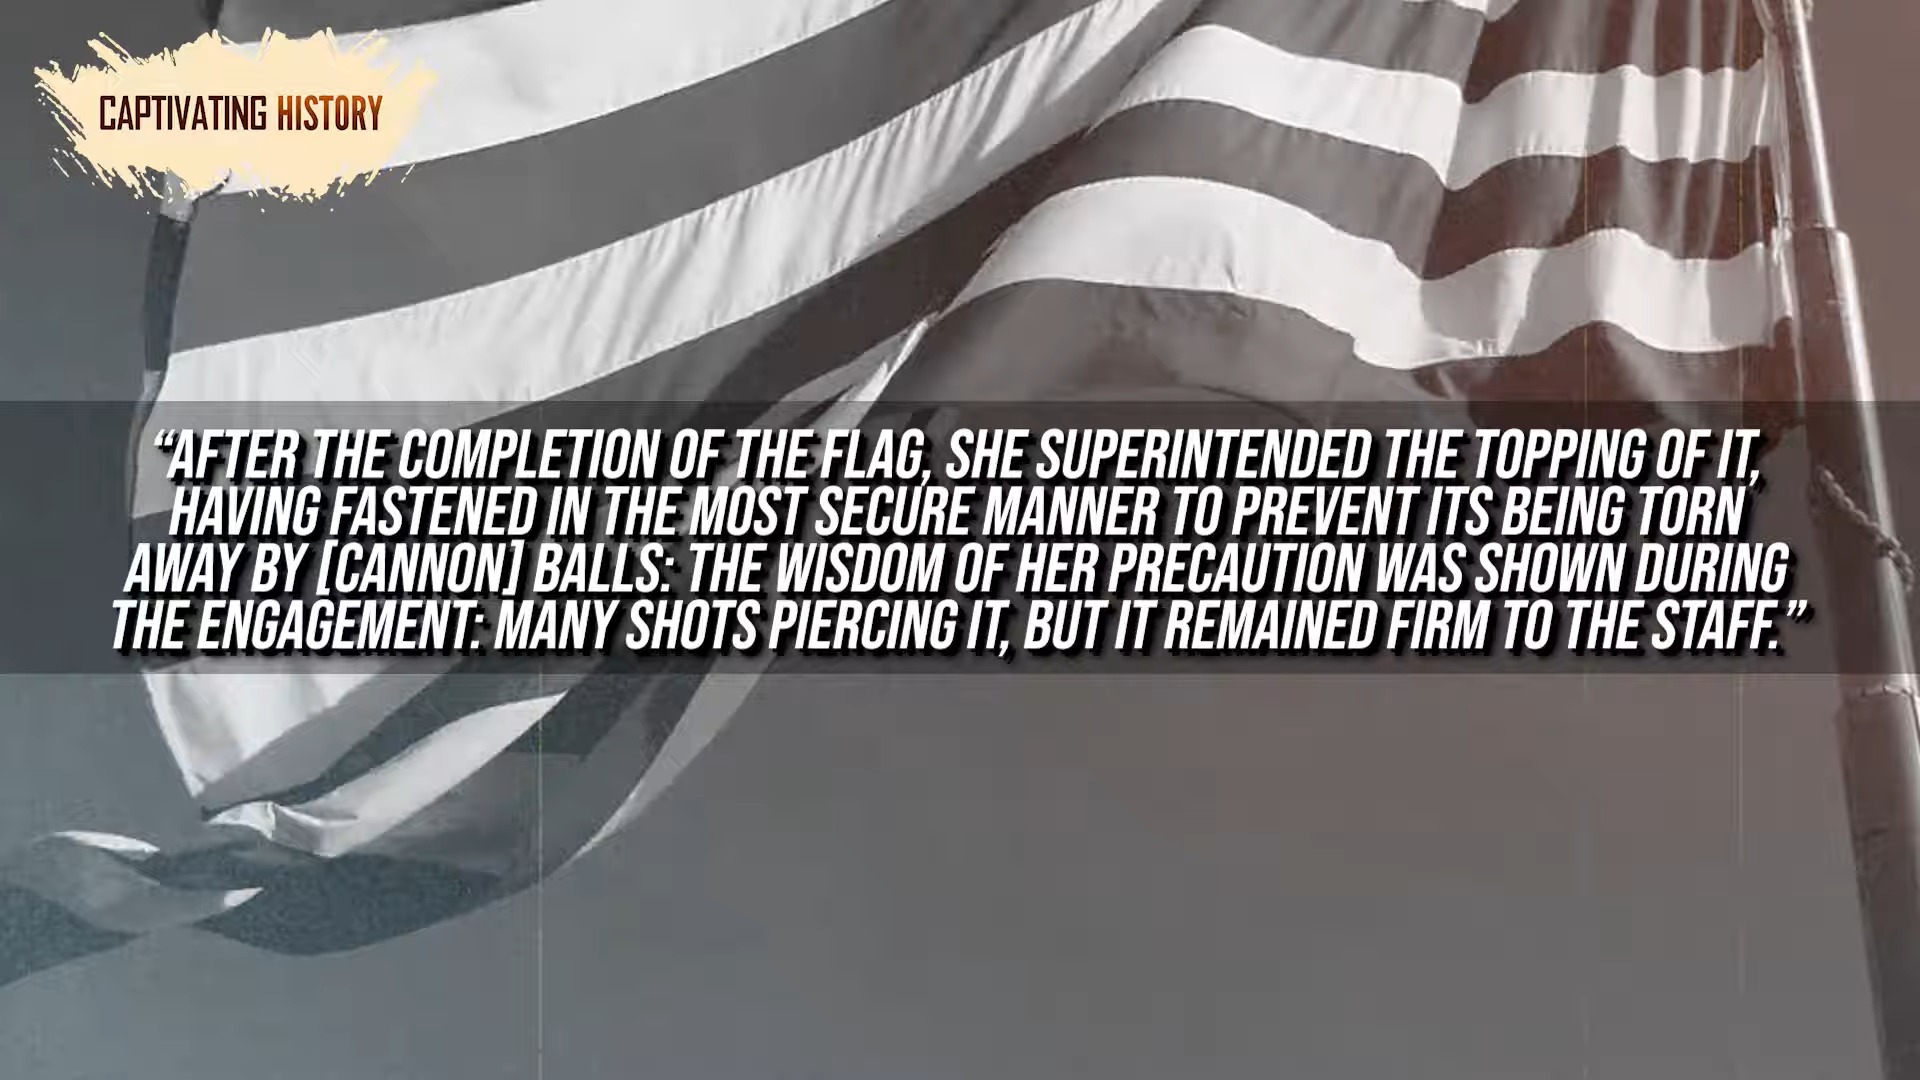 CAPTIVATING HISTORY
“AFTER THE COMPLETION OF THE FLAG, SHE SUPERINTENDED THE TOPPING OF IT,
HAVING FASTENED IN THE MOST SECURE MANNER TO PREVENT ITS BEING TORN
AWAY BY [CANNON] BALLS: THE WISDOM OF HER PRECAUTION WAS SHOWN DURING
THE ENGAGEMENT: MANY SHOTS PIERCING IT, BUT IT REMAINED FIRM TO THE STAFF.”